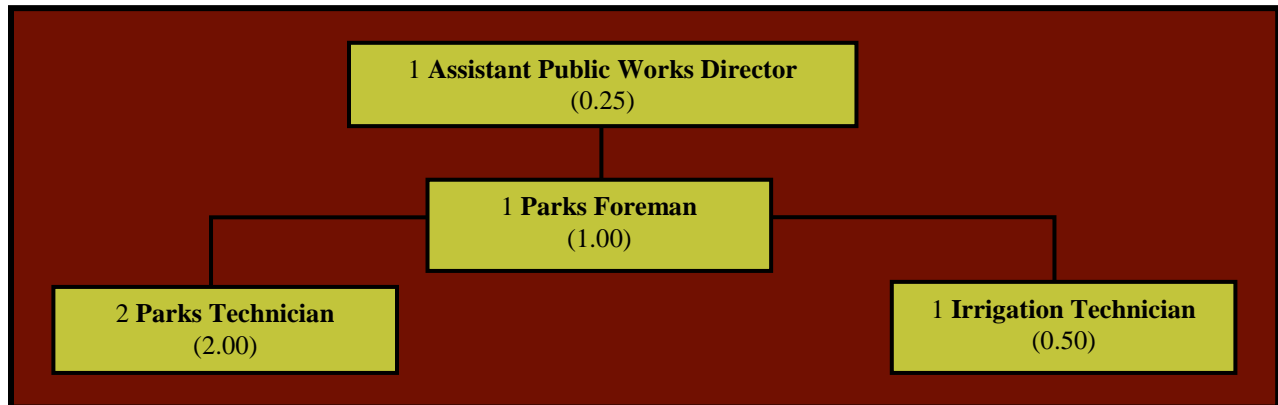 1 Assistant Public Works Director
(0.25)
1 Parks Foreman
(1.00)
2 Parks Technician
(2.00)
1 Irrigation Technician
(0.50)